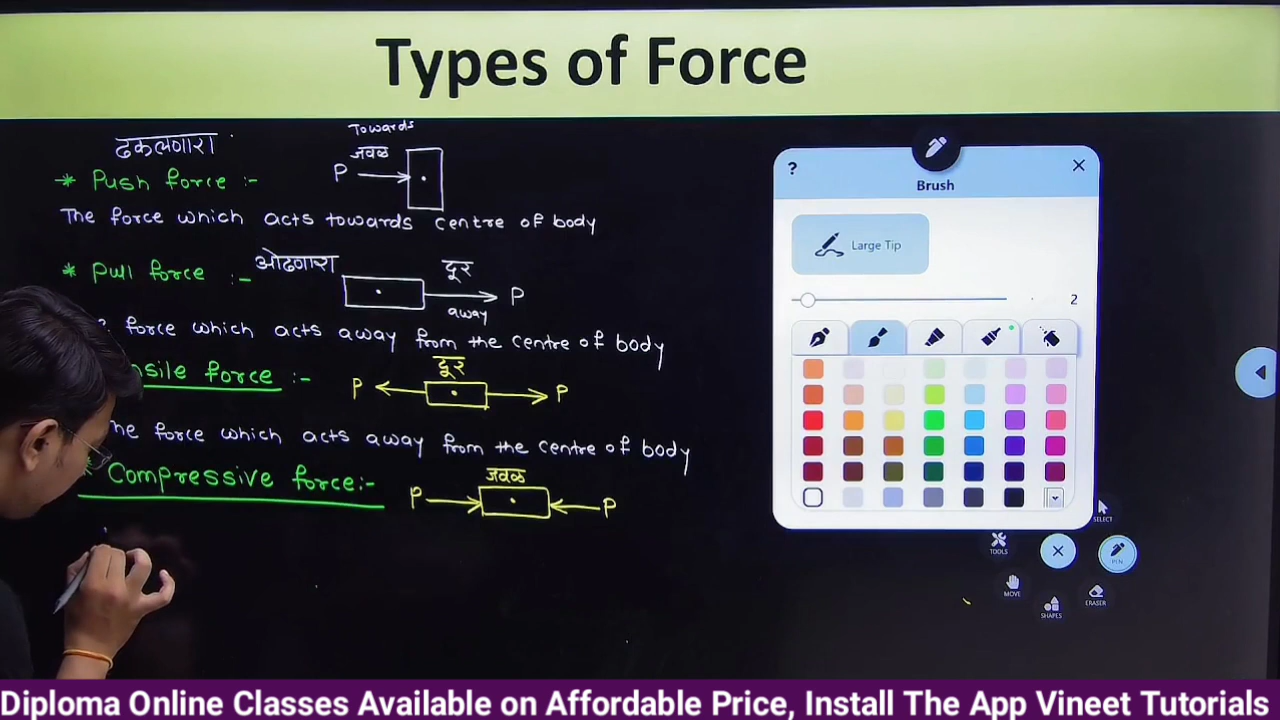 Types of Force
ढकलणारा
Towards
जवळ
* Push force :-
P
The force which acts towards centre of body
* Pull force :-
ओढणारा
दूर
P
away
force which acts away from the centre of body
nsile force :-
दूर
P
P
he force which acts away from the centre of body
* Compressive force:-
जवळ
P
P
?
Brush
Large Tip
2
SELECT
TOOLS
PEN
MOVE
ERASER
SHAPES
Diploma Online Classes Available on Affordable Price, Install The App Vineet Tutorials